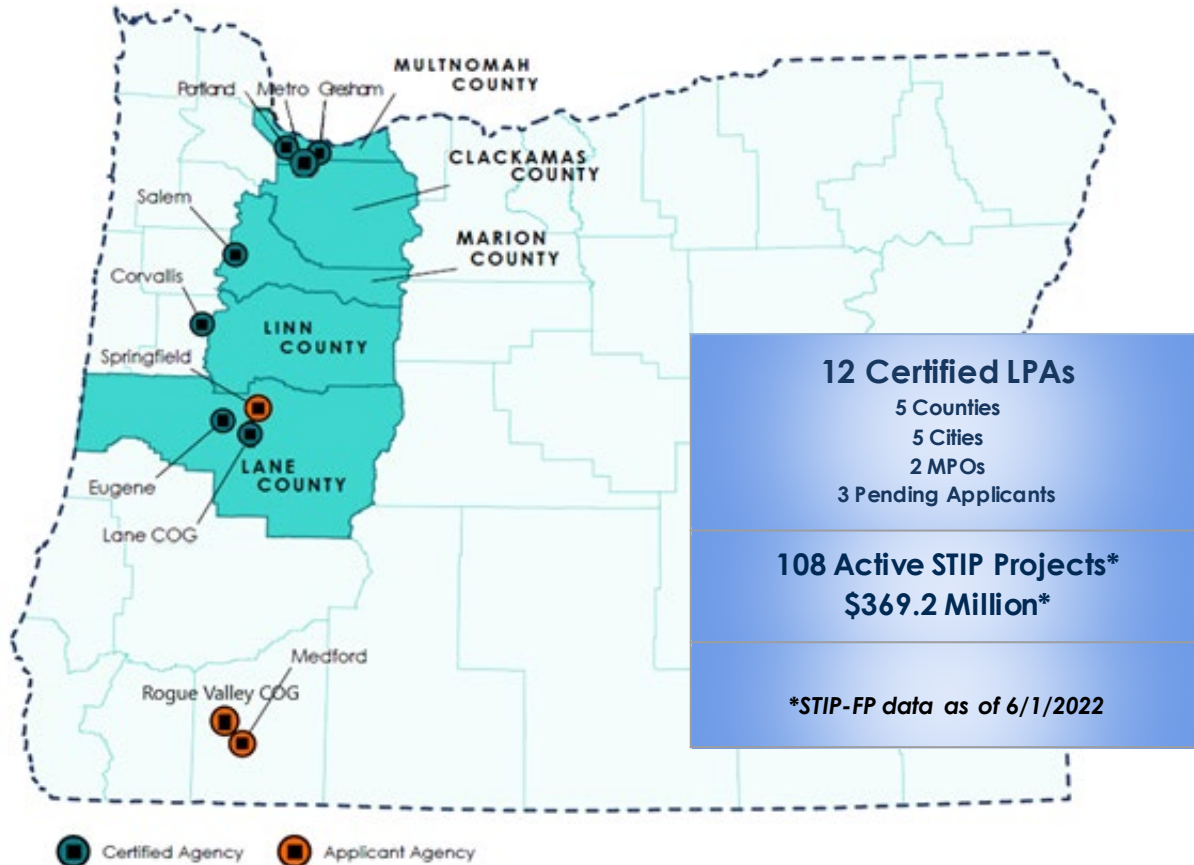 MULTNOMAH
COUNTY
Portland
Metro
Gresham
CLACKAMAS
COUNTY
Salem
MARION
COUNTY
Corvallis
LINN
COUNTY
Springfield
LANE
COUNTY
Eugene
Lane COG
Medford
Rogue Valley COG
12 Certified LPAs
5 Counties
5 Cities
2 MPOs
3 Pending Applicants
108 Active STIP Projects*
$369.2 Million*
*STIP-FP data as of 6/1/2022
Certified Agency
Applicant Agency